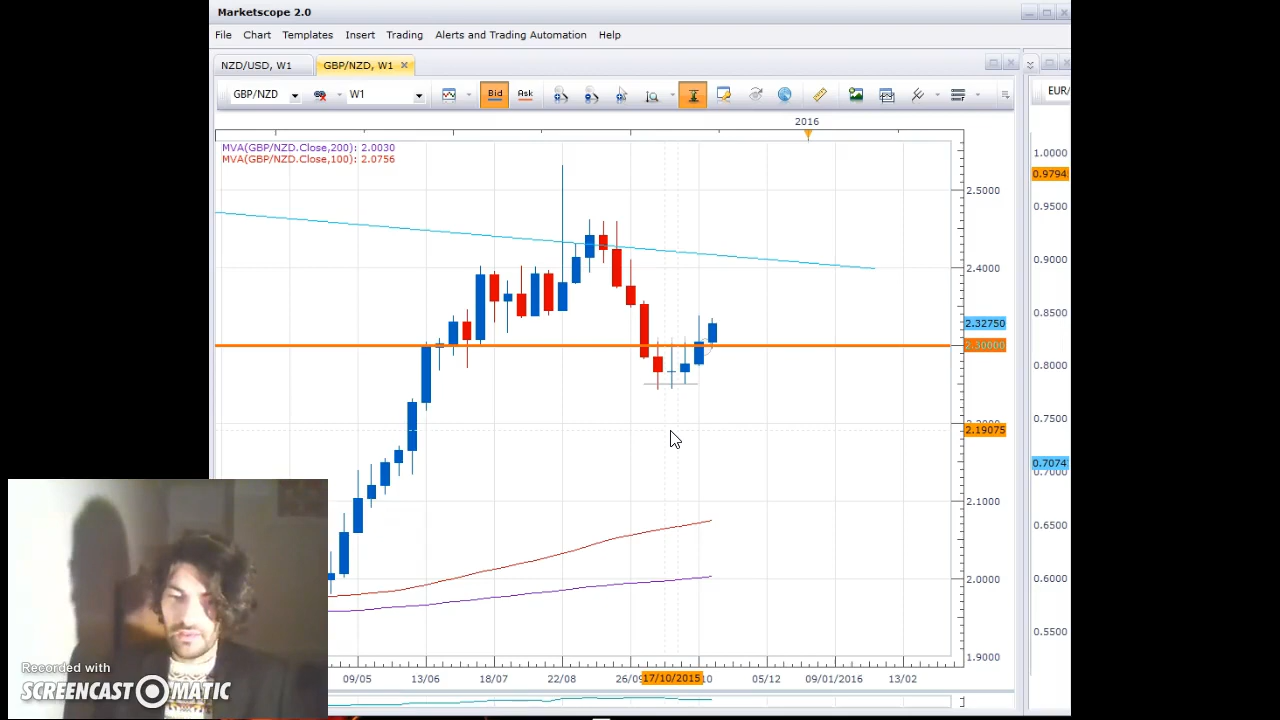 Marketscope 2.0
File Chart Templates Insert Trading Alerts and Trading Automation Help
NZD/USD, W1 GBP/NZD, W1
GBP/NZD W1 Bid Ask EUR/
2016
MVA(GBP/NZD.Close,200): 2.0030
MVA(GBP/NZD.Close,100): 2.0756
2.5000
2.4000
2.32750
2.30000
2.19075
2.1000
2.0000
1.9000
1.0000
0.9794
0.9500
0.9000
0.8500
0.8000
0.7500
0.7074
0.7000
0.6500
0.6000
0.5500
09/05 13/06 18/07 22/08 26/09 17/10/2015 10 05/12 09/01/2016 13/02
Recorded with
SCREENCAST MATIC